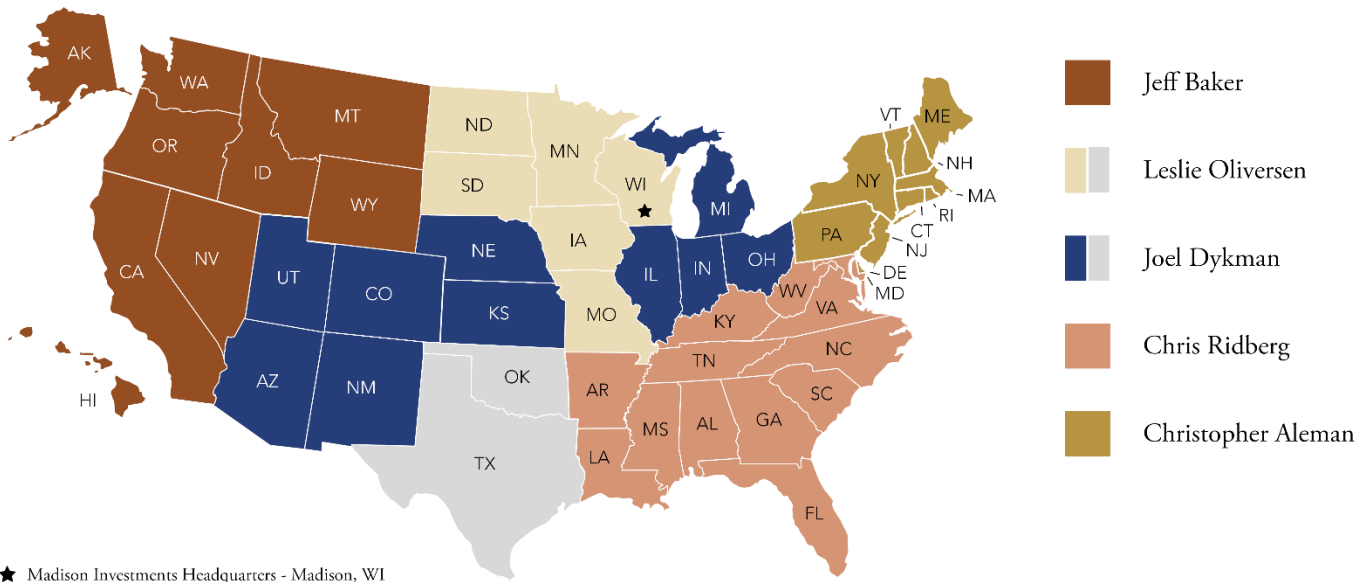 AK
WA
MT
ND
MN
VT
ME
OR
ID
SD
WI
NH
WY
MI
NY
MA
RI
CT
NJ
PA
DE
MD
NE
IA
IL
IN
OH
CA
NV
UT
CO
KS
MO
WV
VA
KY
NC
TN
AZ
NM
OK
AR
SC
MS
AL
GA
HI
TX
LA
FL
Jeff Baker
Leslie Oliversen
Joel Dykman
Chris Ridberg
Christopher Aleman
★ Madison Investments Headquarters - Madison, WI